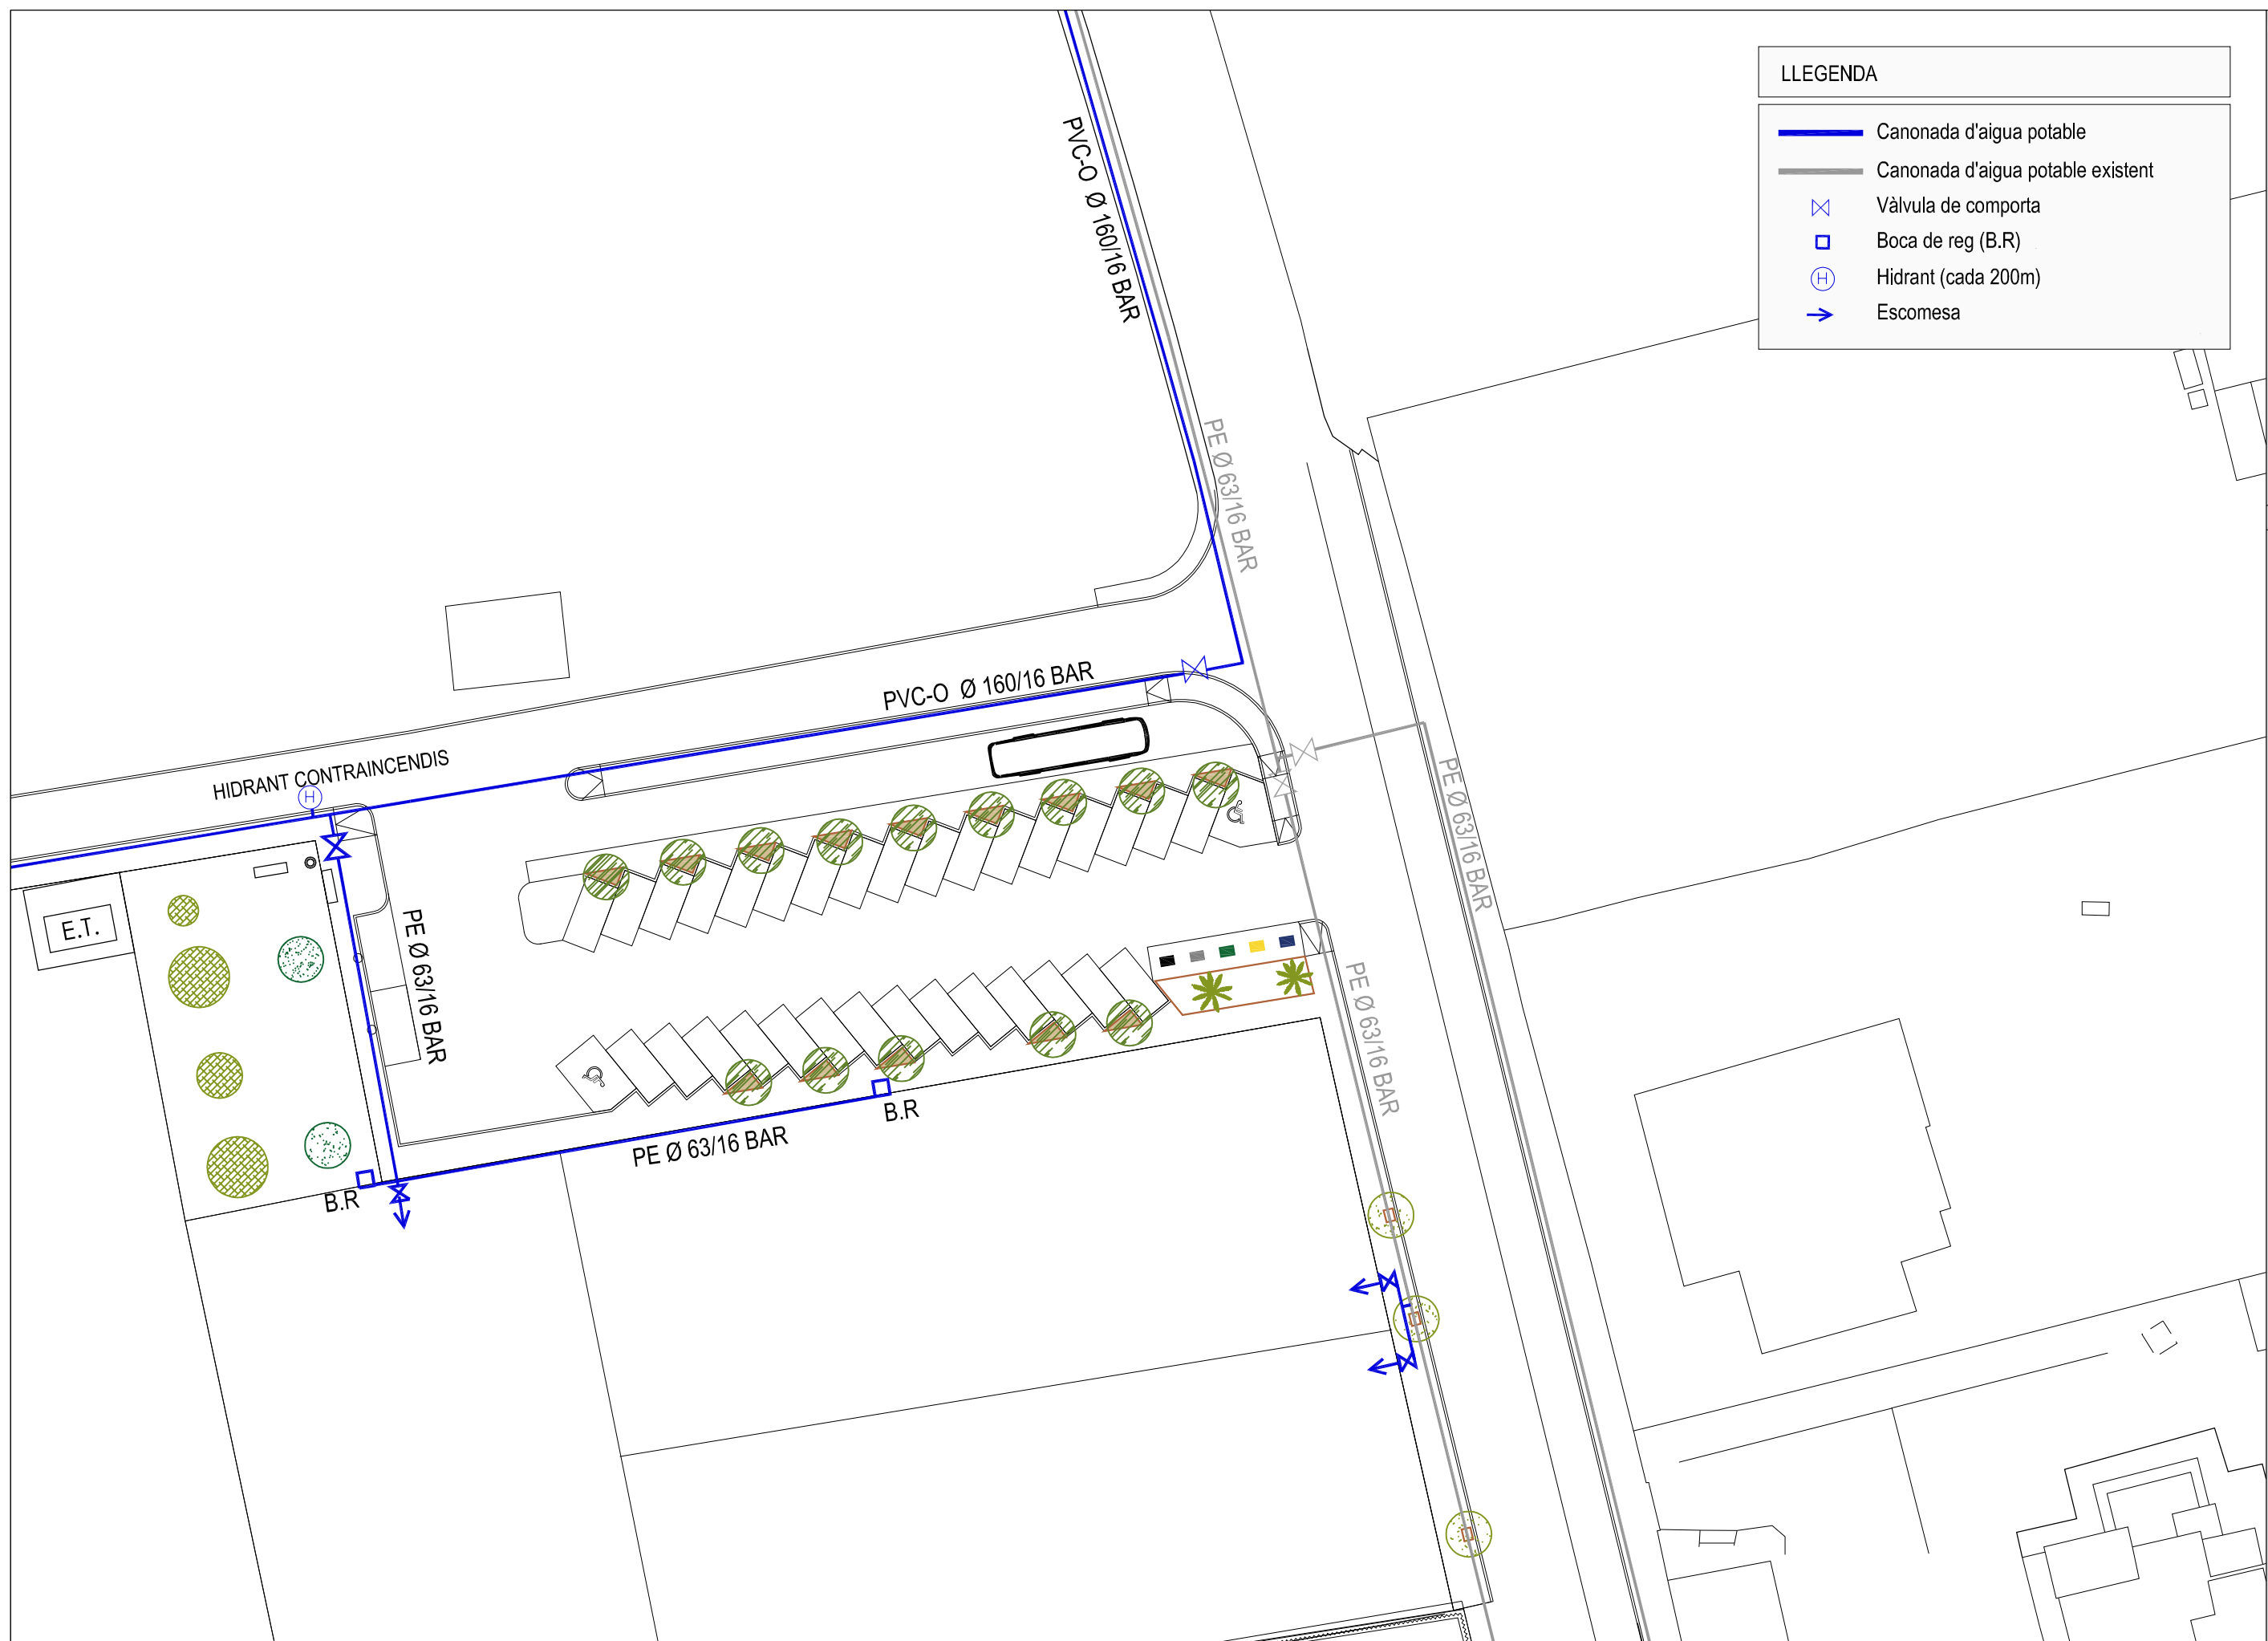 LLEGENDA
Canonada d'aigua potable
Canonada d'aigua potable existent
Vàlvula de comporta
Boca de reg (B.R)
H
Hidrant (cada 200m)
Escomesa
PVC-O Ø 160/16 BAR
PE Ø 63/16 BAR
PVC-O Ø 160/16 BAR
HIDRANT CONTRAINCENDIS
H
PE Ø 63/16 BAR
E.T.
PE Ø 63/16 BAR
PE Ø 63/16 BAR
B.R
PE Ø 63/16 BAR
B.R